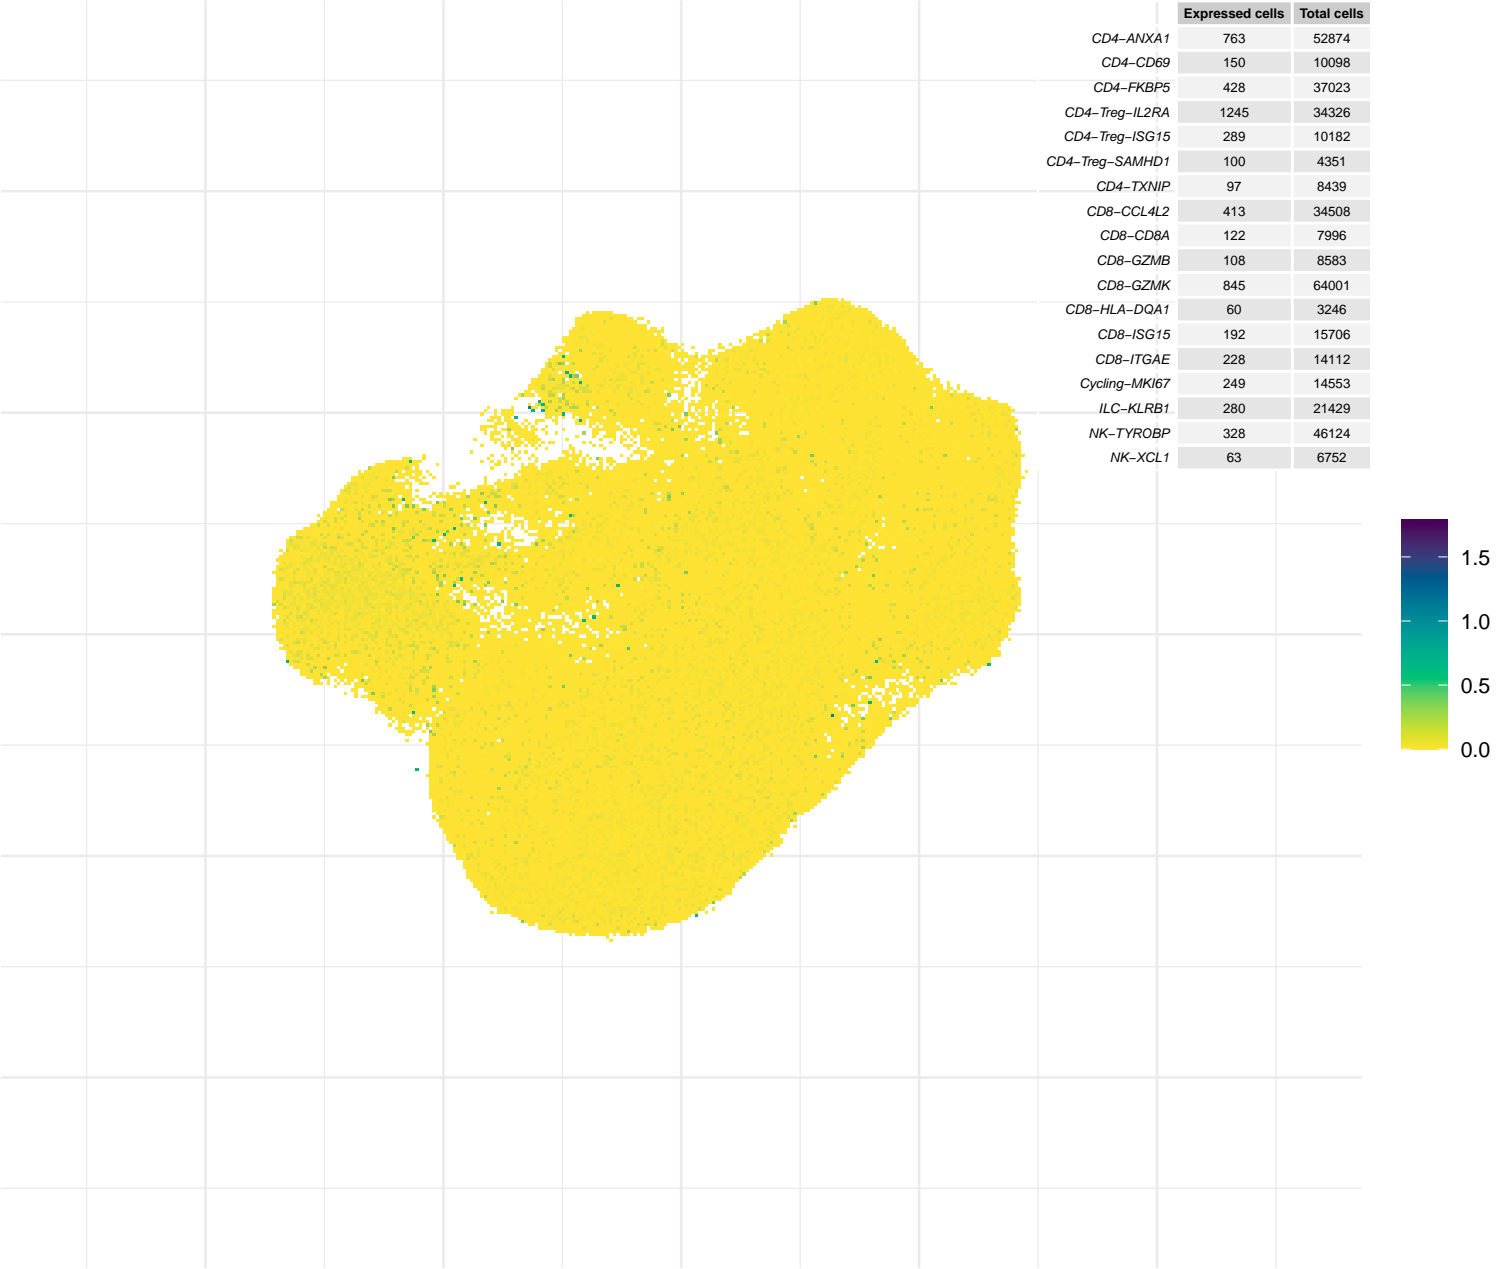 Expressed cells Total cells
CD4−ANXA1 763 52874
CD4−CD69 150 10098
CD4−FKBP5 428 37023
CD4−Treg−IL2RA 1245 34326
CD4−Treg−ISG15 289 10182
CD4−Treg−SAMHD1 100 4351
CD4−TXNIP 97 8439
CD8−CCL4L2 413 34508
CD8−CD8A 122 7996
CD8−GZMB 108 8583
CD8−GZMK 845 64001
CD8−HLA−DQA1 60 3246
CD8−ISG15 192 15706
CD8−ITGAE 228 14112
Cycling−MKI67 249 14553
ILC−KLRB1 280 21429
NK−TYROBP 328 46124
NK−XCL1 63 6752
1.5
1.0
0.5
0.0